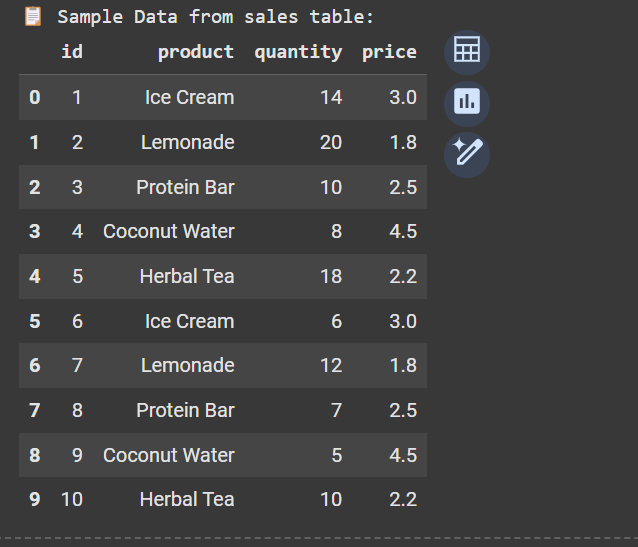 📋 Sample Data from sales table:
id product quantity price
0 1 Ice Cream 14 3.0
1 2 Lemonade 20 1.8
2 3 Protein Bar 10 2.5
3 4 Coconut Water 8 4.5
4 5 Herbal Tea 18 2.2
5 6 Ice Cream 6 3.0
6 7 Lemonade 12 1.8
7 8 Protein Bar 7 2.5
8 9 Coconut Water 5 4.5
9 10 Herbal Tea 10 2.2